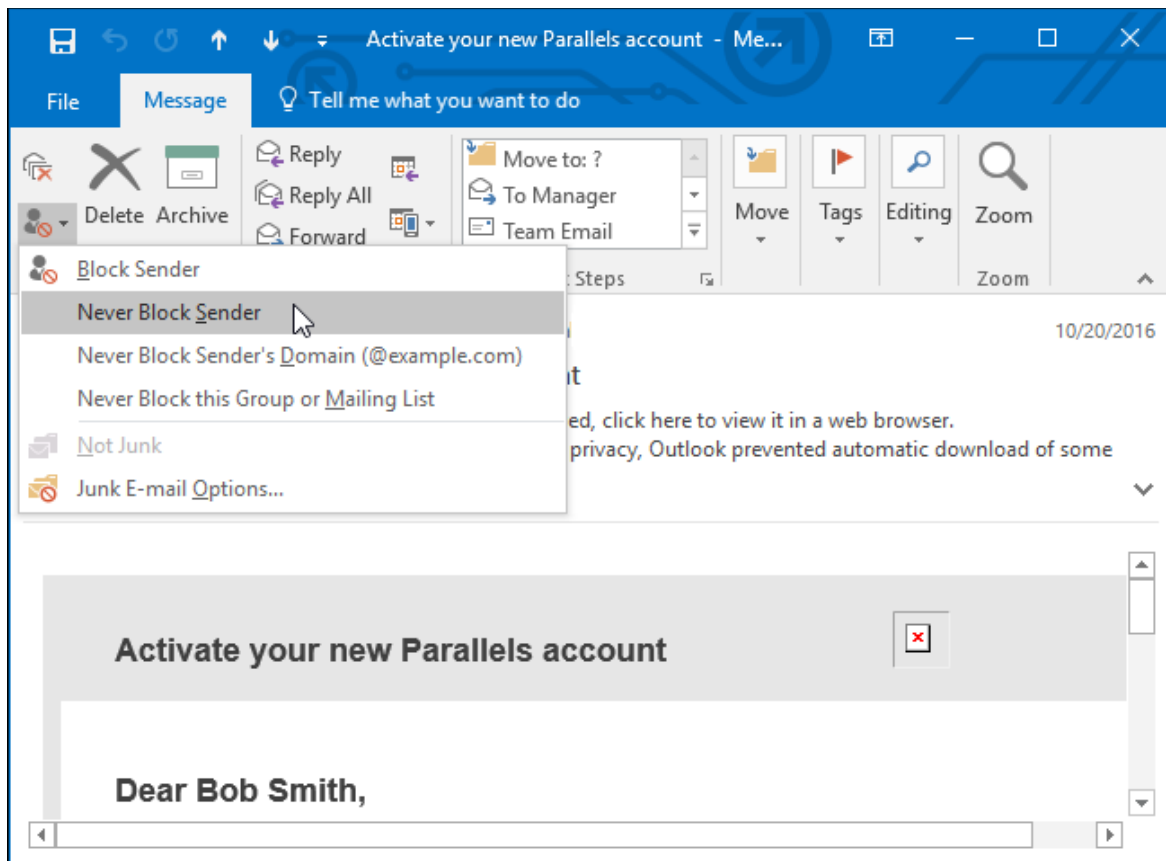 Activate your new Parallels account - Me...
File Message Tell me what you want to do
Reply
Reply All
Forward
Delete Archive
Move to: ?
To Manager
Team Email
Move Tags Editing Zoom
Steps Zoom
Block Sender
Never Block Sender
Never Block Sender's Domain (@example.com)
Never Block this Group or Mailing List
Not Junk
Junk E-mail Options...
10/20/2016
click here to view it in a web browser.
privacy, Outlook prevented automatic download of some
Activate your new Parallels account
Dear Bob Smith,